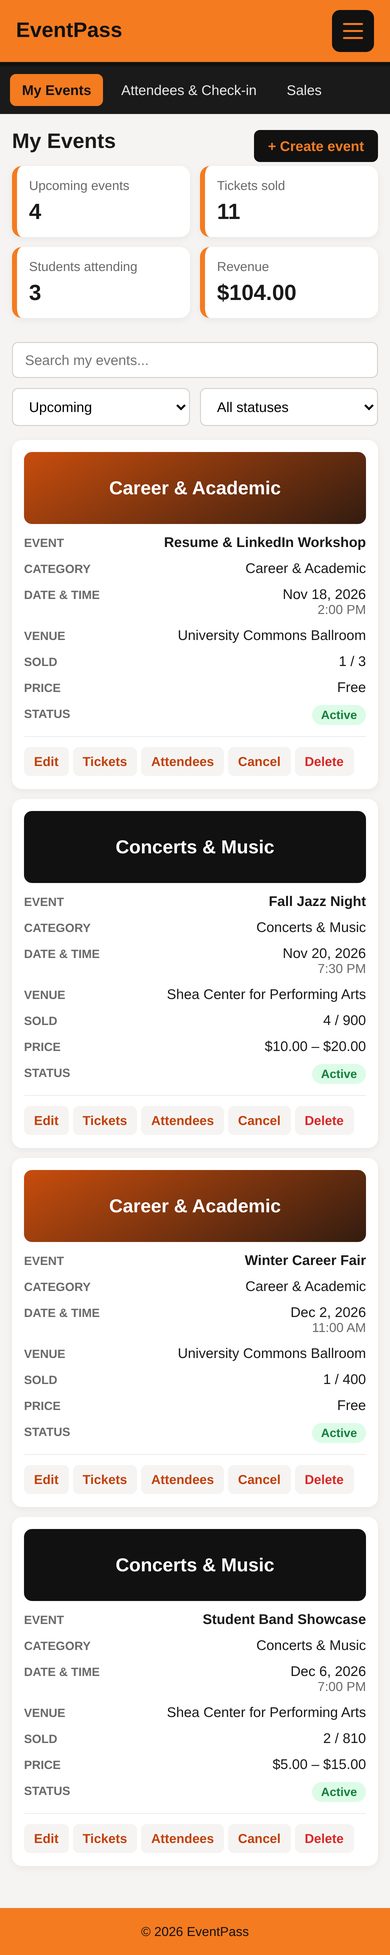 EventPass
My Events
Attendees & Check-in
Sales
My Events
+ Create event
Upcoming events
4
Tickets sold
11
Students attending
3
Revenue
$104.00
Search my events...
Upcoming
All statuses
Career & Academic
EVENT Resume & LinkedIn Workshop
CATEGORY Career & Academic
DATE & TIME Nov 18, 2026
2:00 PM
VENUE University Commons Ballroom
SOLD 1 / 3
PRICE Free
STATUS Active
Edit Tickets Attendees Cancel Delete
Concerts & Music
EVENT Fall Jazz Night
CATEGORY Concerts & Music
DATE & TIME Nov 20, 2026
7:30 PM
VENUE Shea Center for Performing Arts
SOLD 4 / 900
PRICE $10.00 – $20.00
STATUS Active
Edit Tickets Attendees Cancel Delete
Career & Academic
EVENT Winter Career Fair
CATEGORY Career & Academic
DATE & TIME Dec 2, 2026
11:00 AM
VENUE University Commons Ballroom
SOLD 1 / 400
PRICE Free
STATUS Active
Edit Tickets Attendees Cancel Delete
Concerts & Music
EVENT Student Band Showcase
CATEGORY Concerts & Music
DATE & TIME Dec 6, 2026
7:00 PM
VENUE Shea Center for Performing Arts
SOLD 2 / 810
PRICE $5.00 – $15.00
STATUS Active
Edit Tickets Attendees Cancel Delete
© 2026 EventPass